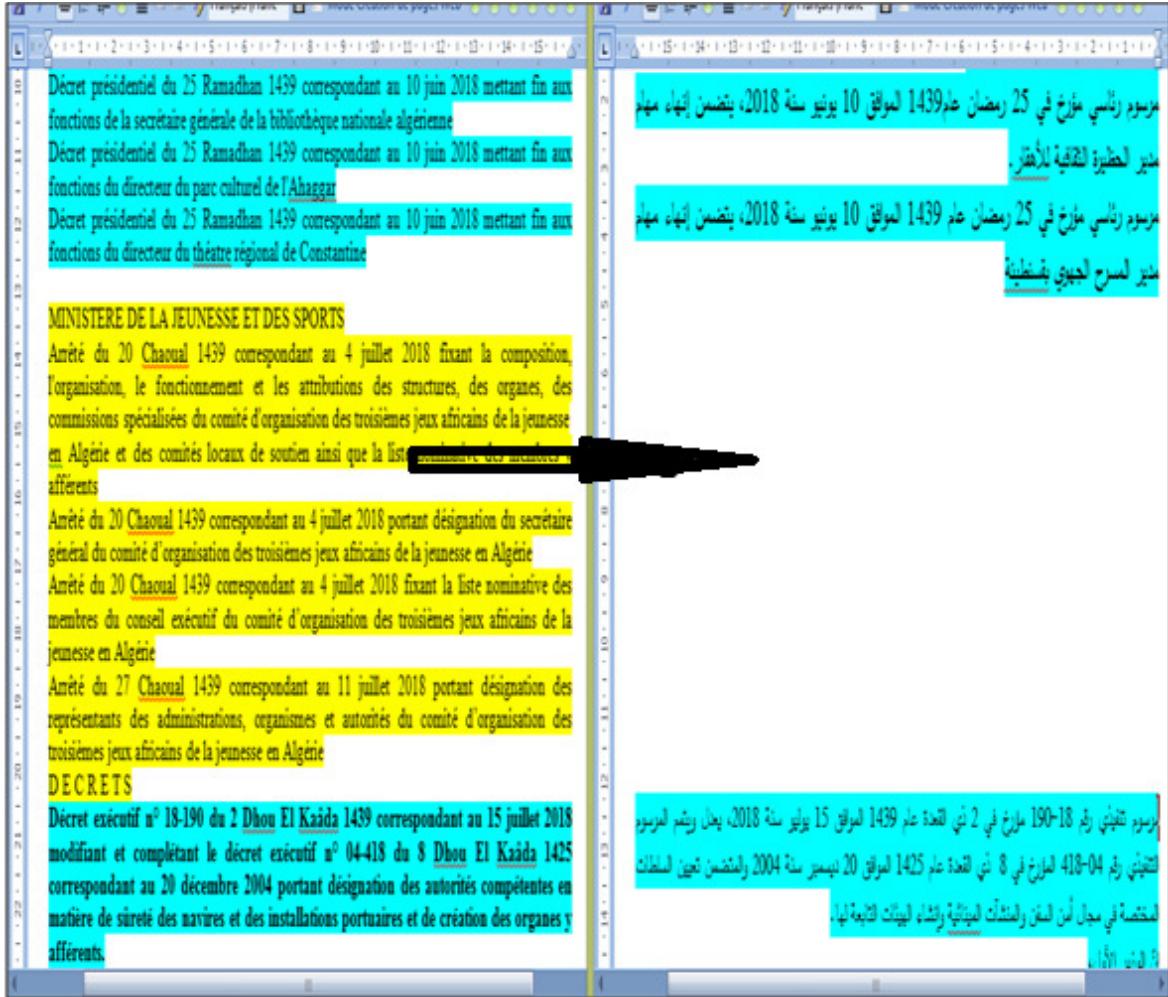 Décret présidentiel du 25 Ramadhan 1439 correspondant au 10 juin 2018 mettant fin aux
fonctions de la secrétaire générale de la bibliothèque nationale algérienne
Décret présidentiel du 25 Ramadhan 1439 correspondant au 10 juin 2018 mettant fin aux
fonctions du directeur du parc culturel de l'Ahaggar
Décret présidentiel du 25 Ramadhan 1439 correspondant au 10 juin 2018 mettant fin aux
fonctions du directeur du théatre régional de Constantine
MINISTERE DE LA JEUNESSE ET DES SPORTS
Arrêté du 20 Chaoual 1439 correspondant au 4 juillet 2018 fixant la composition,
l'organisation, le fonctionnement et les attributions des structures, des organes, des
commissions spécialisées du comité d'organisation des troisièmes jeux africains de la jeunesse
en Algérie et des comités locaux de soutien ainsi que la liste nominative des membres
afférents
Arrêté du 20 Chaoual 1439 correspondant au 4 juillet 2018 portant désignation du secrétaire
général du comité d'organisation des troisièmes jeux africains de la jeunesse en Algérie
Arrêté du 20 Chaoual 1439 correspondant au 4 juillet 2018 fixant la liste nominative des
membres du conseil exécutif du comité d'organisation des troisièmes jeux africains de la
jeunesse en Algérie
Arrêté du 27 Chaoual 1439 correspondant au 11 juillet 2018 portant désignation des
représentants des administrations, organismes et autorités du comité d'organisation des
troisièmes jeux africains de la jeunesse en Algérie
D E C R E T S
Décret exécutif n° 18-190 du 2 Dhou El Kaâda 1439 correspondant au 15 juillet 2018
modifiant et complétant le décret exécutif n° 04-418 du 8 Dhou El Kaâda 1425
correspondant au 20 décembre 2004 portant désignation des autorités compétentes en
matière de sûreté des navires et des installations portuaires et de création des organes y
afférents.
مرسوم رئاسي مؤرخ في 25 رمضان عام1439 الموافق 10 يونيو سنة 2018، يتضمن إنهاء مهام
مدير الحظيرة الثقافية للأهقار.
مرسوم رئاسي مؤرخ في 25 رمضان عام 1439 الموافق 10 يونيو سنة 2018، يتضمن إنهاء مهام
مدير المسرح الجهوي بقسنطينة
مرسوم تنفيذي رقم 18-190 مؤرخ في 2 ذي القعدة عام 1439 الموافق 15 يوليو سنة 2018، يعدل ويتمم المرسوم
التنفيذي رقم 04-418 المؤرخ في 8 ذي القعدة عام 1425 الموافق 20 ديسمبر سنة 2004 والمتضمن تعيين السلطات
المختصة في مجال أمن السفن والمنشآت المينائية وإنشاء الهيئات التابعة لها.